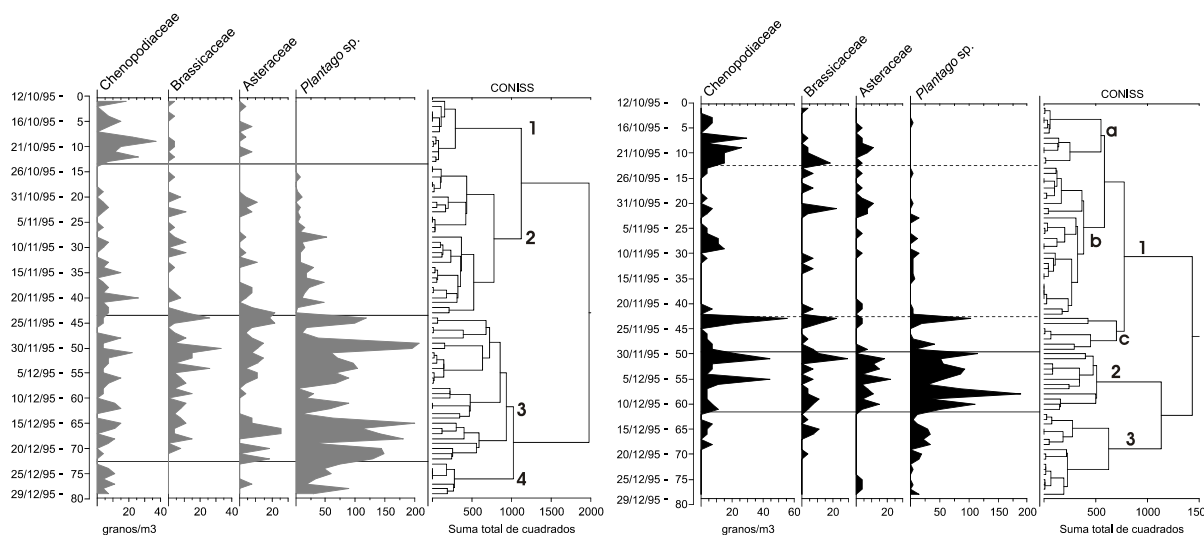 Chenopodiaceae Brassicaceae Asteraceae Plantago sp.
CONISS
12/10/95 0
16/10/95 5
21/10/95 10
26/10/95 15
31/10/95 20
5/11/95 25
10/11/95 30
15/11/95 35
20/11/95 40
25/11/95 45
30/11/95 50
5/12/95 55
10/12/95 60
15/12/95 65
20/12/95 70
25/12/95 75
29/12/95 80
1
2
3
4
20 40 20 20 50 100 150 200
0 500 1000 1500 2000
granos/m3
Suma total de cuadrados
Chenopodiaceae Brassicaceae Asteraceae Plantago sp.
CONISS
12/10/95 0
16/10/95 5
21/10/95 10
26/10/95 15
31/10/95 20
5/11/95 25
10/11/95 30
15/11/95 35
20/11/95 40
25/11/95 45
30/11/95 50
5/12/95 55
10/12/95 60
15/12/95 65
20/12/95 70
25/12/95 75
29/12/95 80
a
b
1
c
2
3
20 40 60 20 20 50 100 150 200
500 1000 150
granos/m3
Suma total de cuadrados